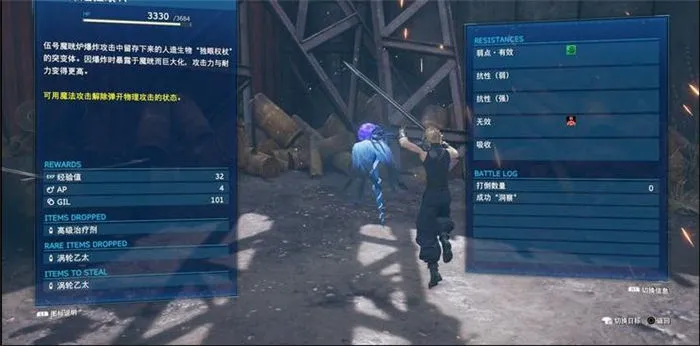 HP 3330 /3684
伍号魔晄炉爆炸攻击中留存下来的人造生物“独眼权杖”
的突变体。因爆炸时暴露于魔晄而巨大化，攻击力与耐
力变得更高。
可用魔法攻击解除弹开物理攻击的状态。
REWARDS
EXP 经验值 32
AP 4
GIL 101
ITEMS DROPPED
高级治疗剂
RARE ITEMS DROPPED
涡轮乙太
ITEMS TO STEAL
涡轮乙太
图标说明
RESISTANCES
弱点·有效
抗性（弱）
抗性（强）
无效
吸收
BATTLE LOG
打倒数量 0
成功“洞察”
切换信息
切换目标 返回